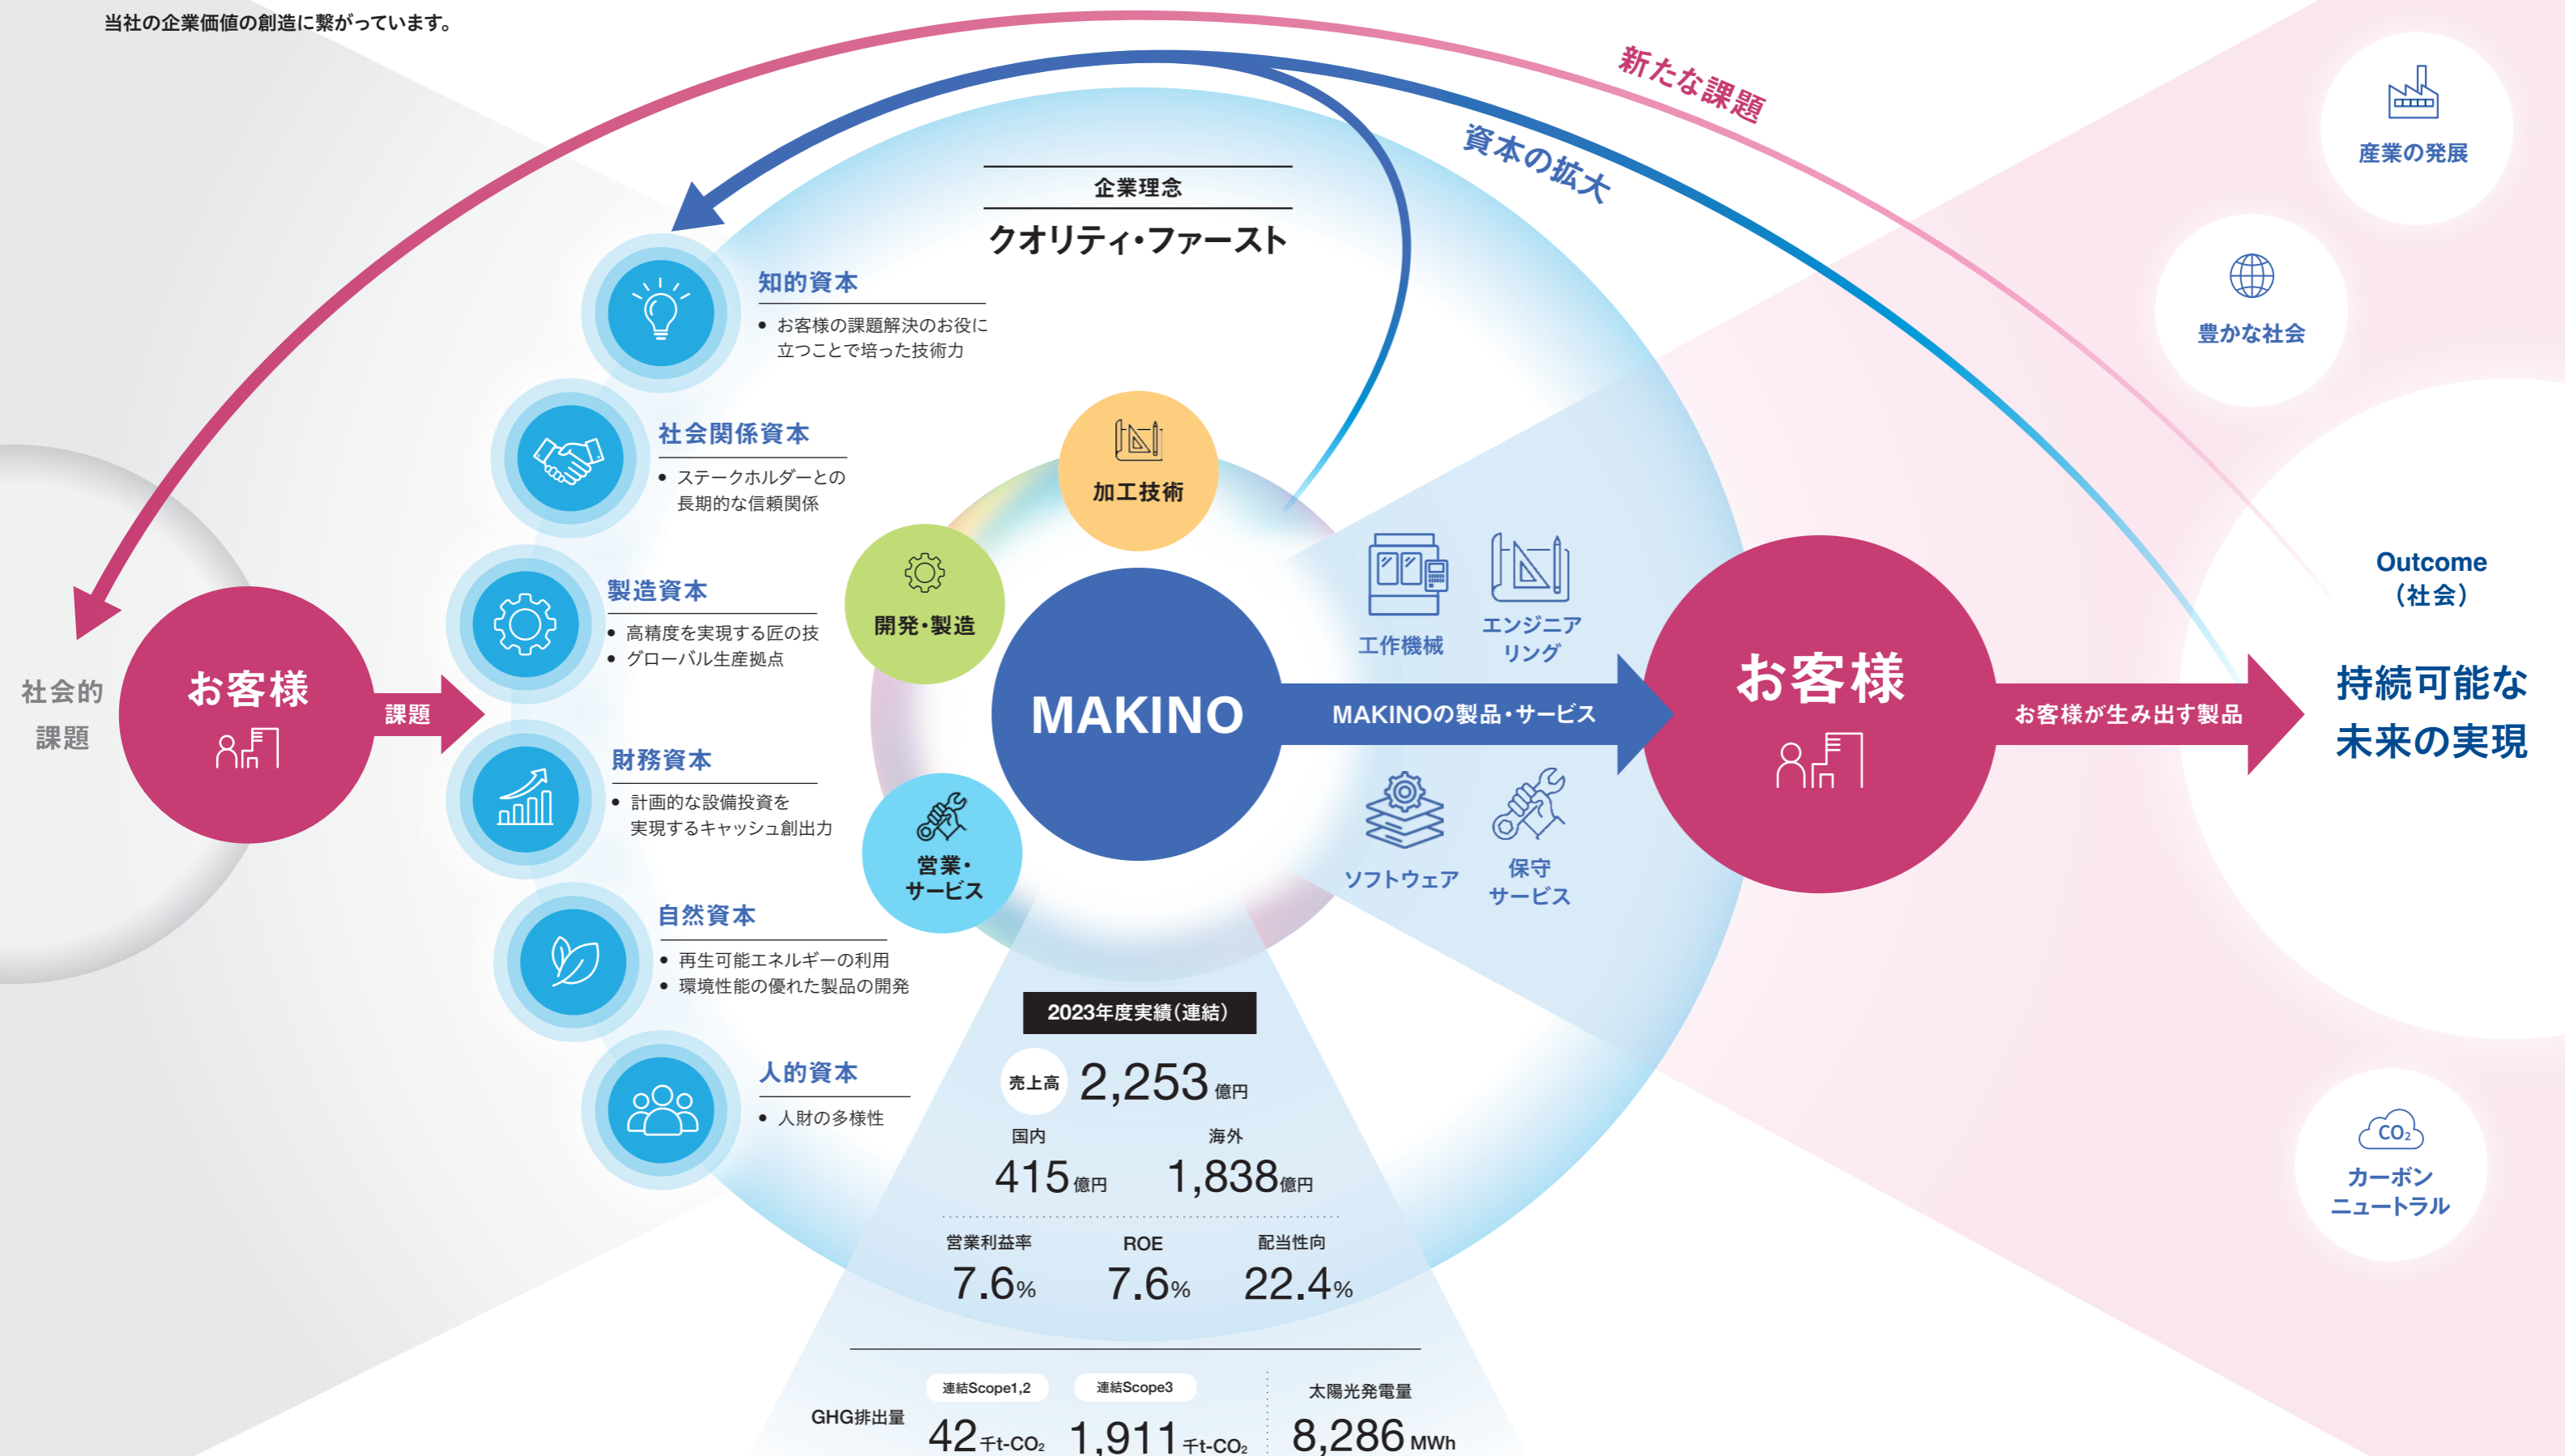 当社の企業価値の創造に繋がっています。
新たな課題
資本の拡大
企業理念
クオリティ・ファースト
知的資本
• お客様の課題解決のお役に
立つことで培った技術力
社会関係資本
• ステークホルダーとの
長期的な信頼関係
製造資本
• 高精度を実現する匠の技
• グローバル生産拠点
財務資本
• 計画的な設備投資を
実現するキャッシュ創出力
自然資本
• 再生可能エネルギーの利用
• 環境性能の優れた製品の開発
人的資本
• 人財の多様性
社会的
課題
お客様
課題
加工技術
開発・製造
営業・
サービス
MAKINO
工作機械
エンジニア
リング
MAKINOの製品・サービス
ソフトウェア
保守
サービス
お客様
お客様が生み出す製品
産業の発展
豊かな社会
Outcome
（社会）
持続可能な
未来の実現
CO₂
カーボン
ニュートラル
2023年度実績（連結）
売上高 2,253億円
国内 海外
415億円 1,838億円
営業利益率 ROE 配当性向
7.6% 7.6% 22.4%
連結Scope1,2 連結Scope3 太陽光発電量
GHG排出量 42千t-CO₂ 1,911千t-CO₂ 8,286MWh